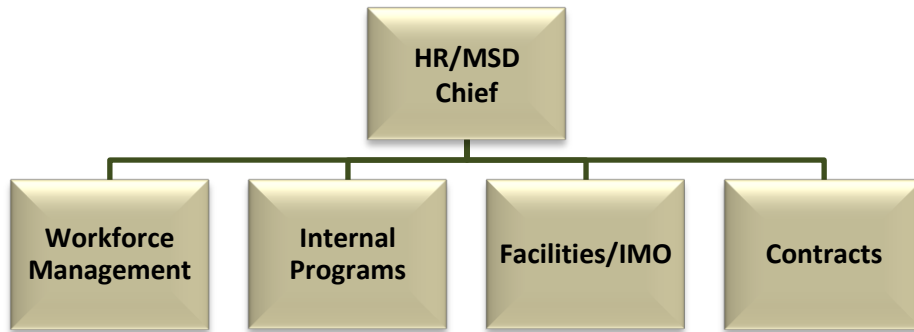 HR/MSD
Chief
Workforce
Management
Internal
Programs
Facilities/IMO
Contracts